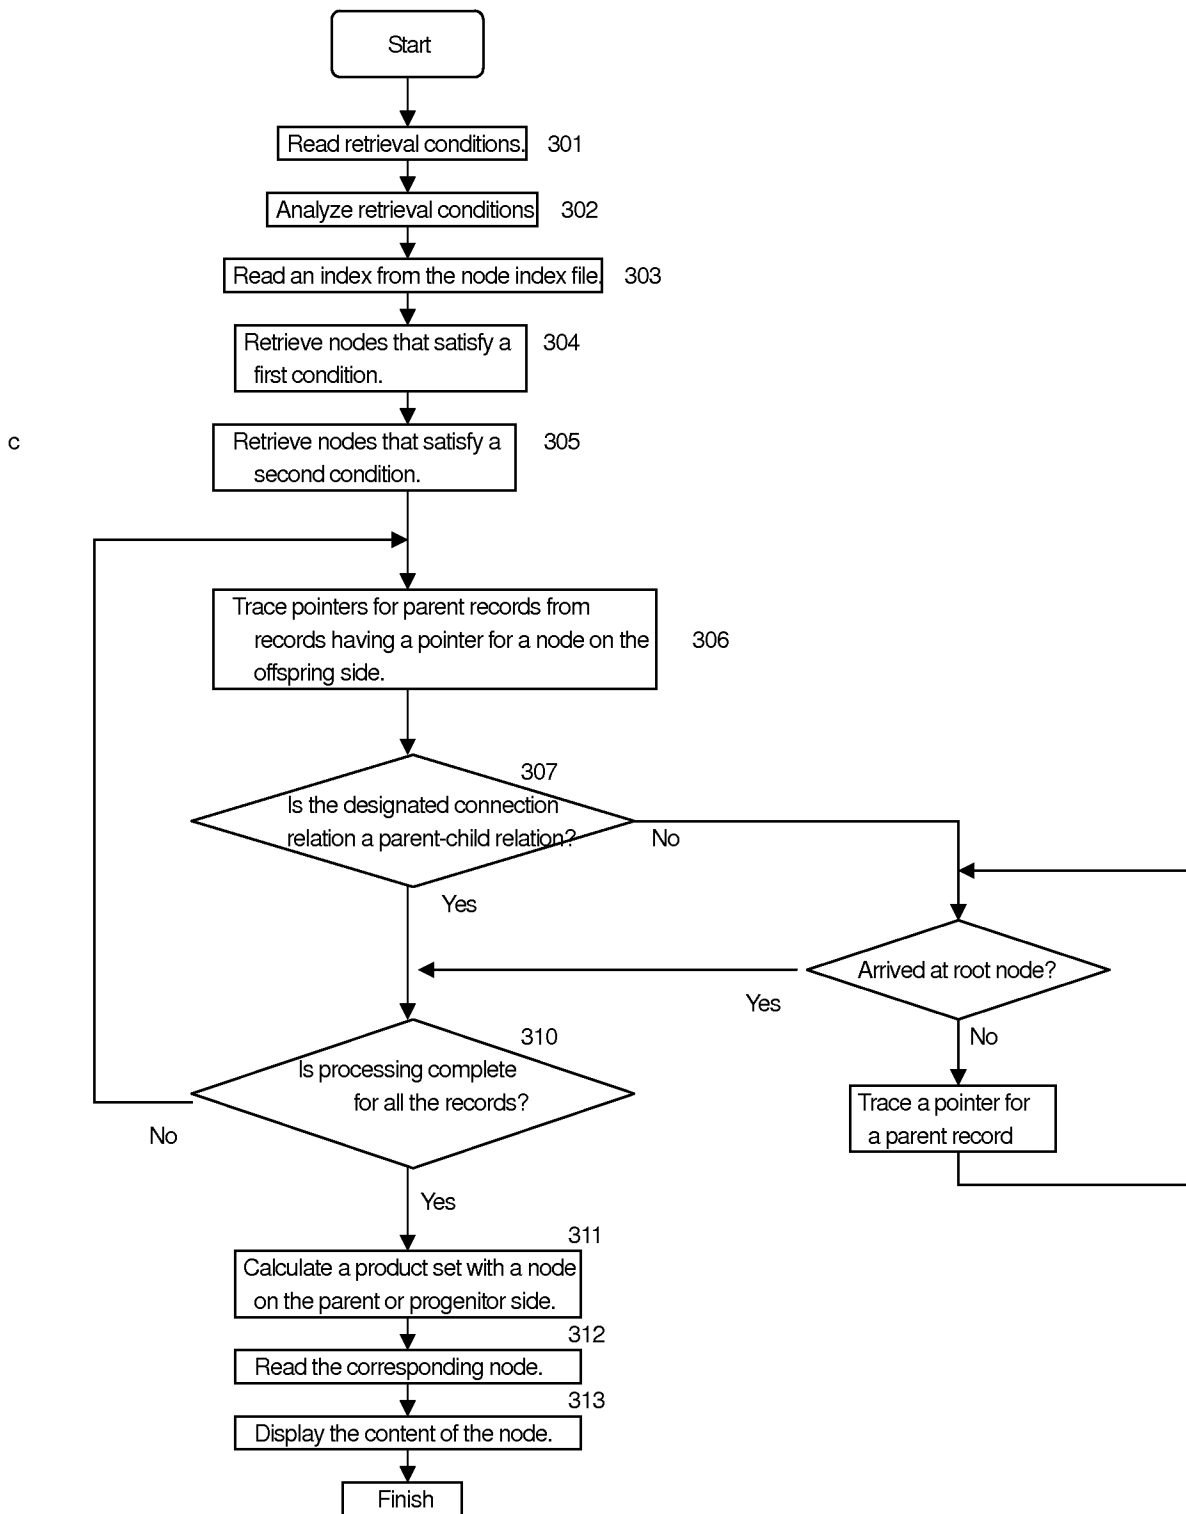 Start
Read retrieval conditions. 301
Analyze retrieval conditions 302
Read an index from the node index file. 303
Retrieve nodes that satisfy a 304
first condition.
c
Retrieve nodes that satisfy a 305
second condition.
Trace pointers for parent records from
records having a pointer for a node on the 306
offspring side.
307
Is the designated connection
relation a parent-child relation?
No
Yes
Arrived at root node?
Yes
No
310
Is processing complete
for all the records?
Trace a pointer for
a parent record
No
Yes
311
Calculate a product set with a node
on the parent or progenitor side.
312
Read the corresponding node.
313
Display the content of the node.
Finish